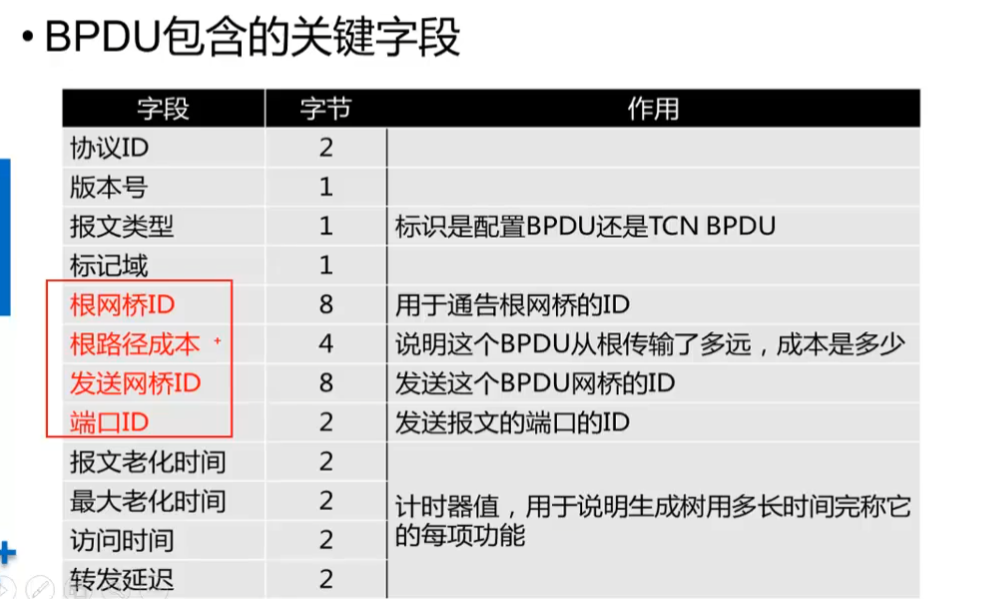 • BPDU包含的关键字段
字段 字节 作用
协议ID 2
版本号 1
报文类型 1 标识是配置BPDU还是TCN BPDU
标记域 1
根网桥ID 8 用于通告根网桥的ID
根路径成本 4 说明这个BPDU从根传输了多远，成本是多少
发送网桥ID 8 发送这个BPDU网桥的ID
端口ID 2 发送报文的端口的ID
报文老化时间 2
最大老化时间 2 计时器值，用于说明生成树用多长时间完称它
的每项功能
访问时间 2
转发延迟 2